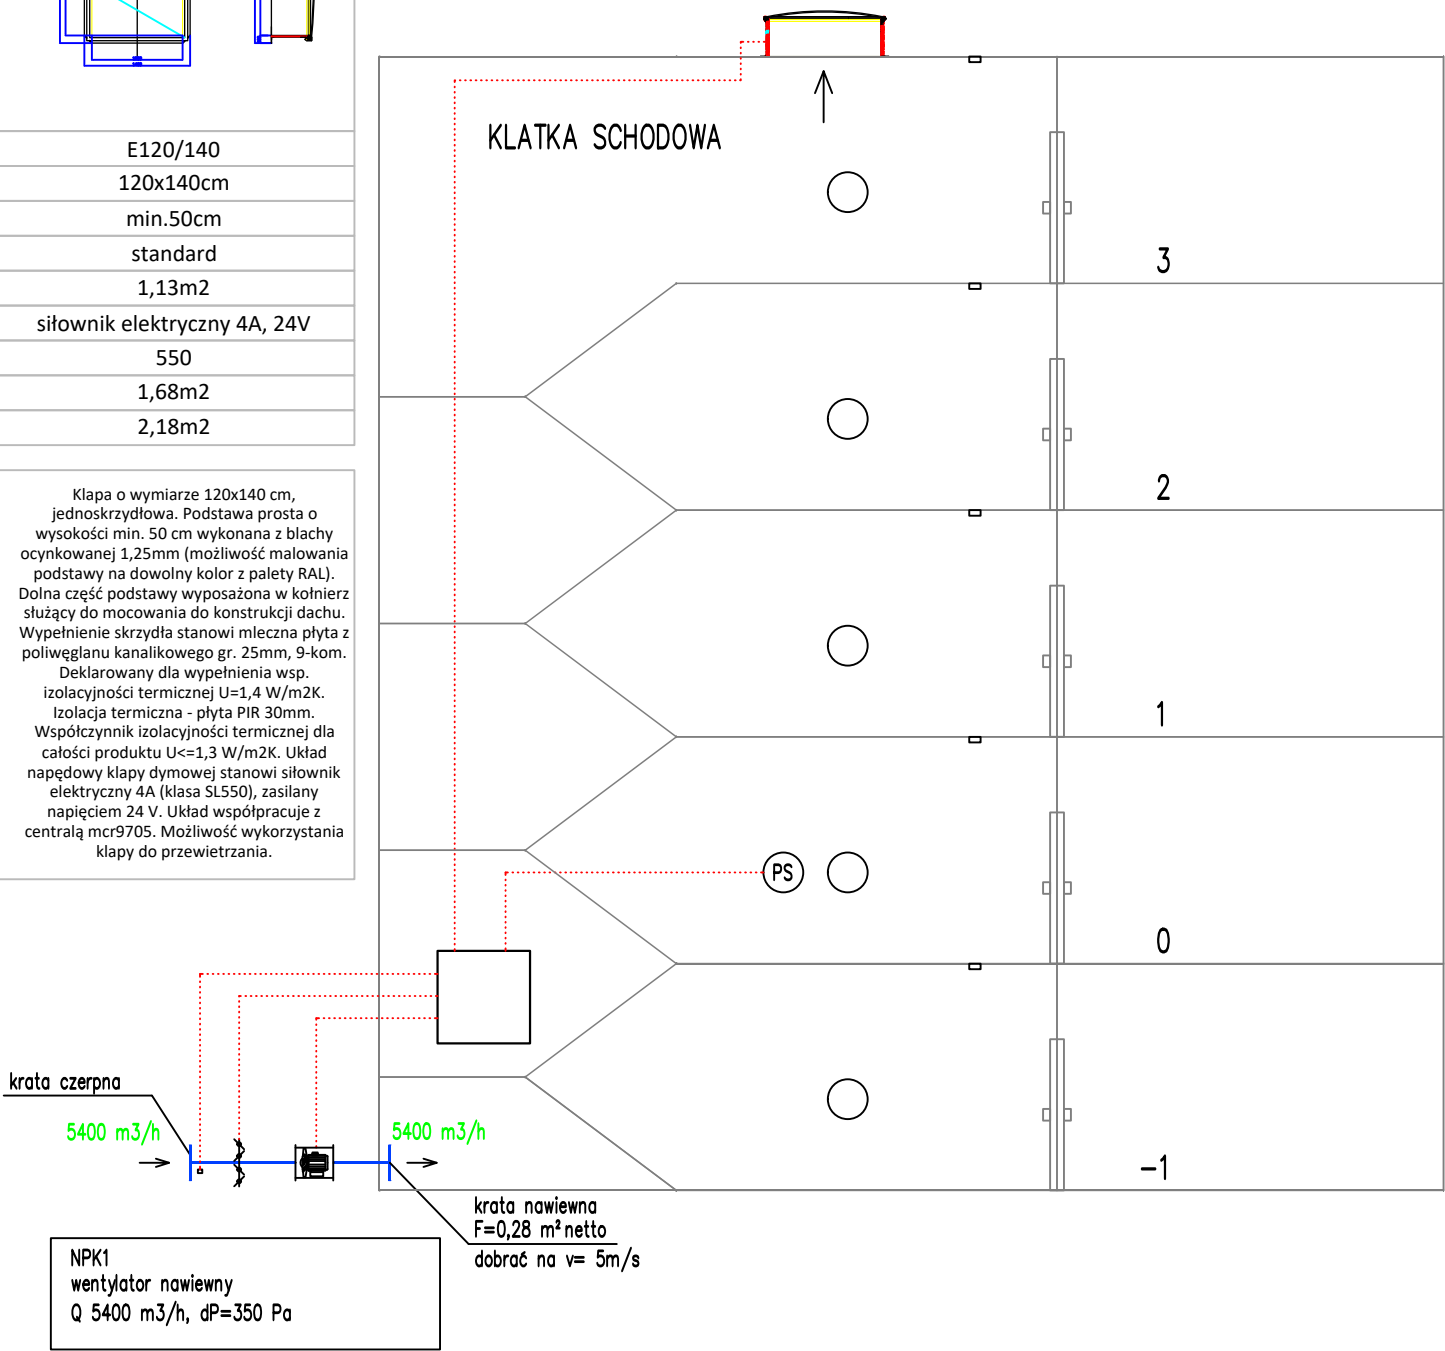 E120/140
120x140cm
min.50cm
standard
1,13m2
siłownik elektryczny 4A, 24V
550
1,68m2
2,18m2
Klapa o wymiarze 120x140 cm,
jednoskrzydłowa. Podstawa prosta o
wysokości min. 50 cm wykonana z blachy
ocynkowanej 1,25mm (możliwość malowania
podstawy na dowolny kolor z palety RAL).
Dolna część podstawy wyposażona w kołnierz
służący do mocowania do konstrukcji dachu.
Wypełnienie skrzydła stanowi mleczna płyta z
poliwęglanu kanalikowego gr. 25mm, 9-kom.
Deklarowany dla wypełnienia wsp.
izolacyjności termicznej U=1,4 W/m2K.
Izolacja termiczna - płyta PIR 30mm.
Współczynnik izolacyjności termicznej dla
całości produktu U<=1,3 W/m2K. Układ
napędowy klapy dymowej stanowi siłownik
elektryczny 4A (klasa SL550), zasilany
napięciem 24 V. Układ współpracuje z
centralą mcr9705. Możliwość wykorzystania
klapy do przewietrzania.
KLATKA SCHODOWA
3
2
1
PS
0
-1
krata czerpna
5400 m3/h
5400 m3/h
krata nawiewna
F=0,28 m² netto
dobrać na v= 5m/s
NPK1
wentylator nawiewny
Q 5400 m3/h, dP=350 Pa